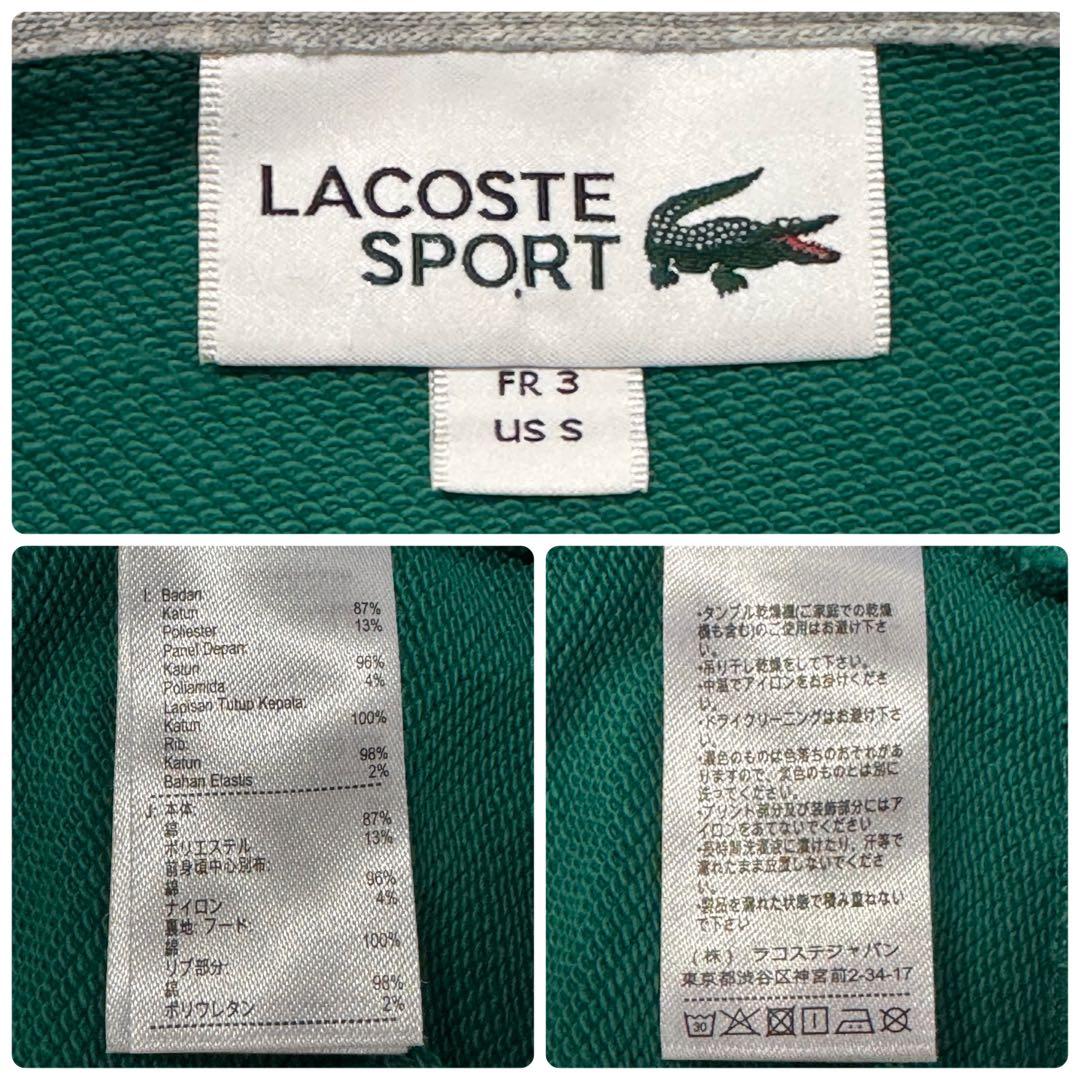 LACOSTE
SPORT
FR 3
US S
I. Badan:
Katun 87%
Poliester 13%
Panel Depan:
Katun 96%
Poliamida 4%
Lapisan Tutup Kepala:
Katun 100%
Rib:
Katun 98%
Bahan Elastis 2%
J. 本体:
綿 87%
ポリエステル 13%
前身頃中心別布:
綿 96%
ナイロン 4%
裏地: フード:
綿 100%
リブ部分:
綿 98%
ポリウレタン 2%
・タンブル乾燥機(ご家庭での乾燥
機も含む)のご使用はお避け下さ
い。
・吊り干し乾燥をして下さい。
・中温でアイロンをお掛けくださ
い。
・ドライクリーニングはお避け下さ
い。
・濃色のものは色落ちのおそれがあ
りますので、淡色のものとは別に
洗ってください。
・プリント部分及び装飾部分にはア
イロンをあてないでください
・長時間洗濯液に漬けたり、汗等で
濡れたまま放置しないでくださ
い。
・製品を濡れた状態で積み重ねない
で下さい
(株) ラコステジャパン
東京都渋谷区神宮前2-34-17
30